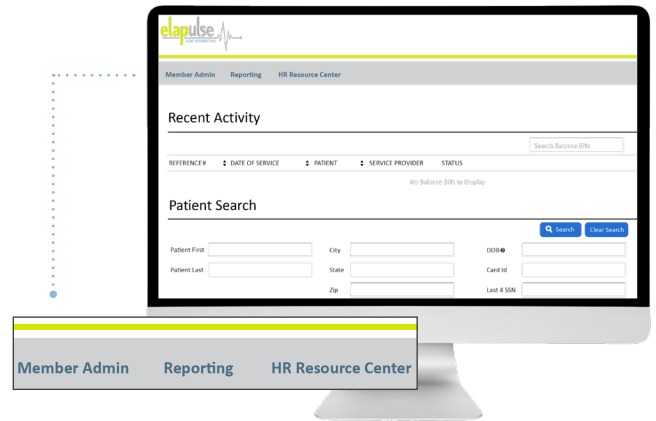 elapulse
STAY CONNECTED
Member Admin Reporting HR Resource Center
Recent Activity
Search Balance Bills
REFERENCE# DATE OF SERVICE PATIENT SERVICE PROVIDER STATUS
No Balance Bills to Display
Patient Search
Search Clear Search
Patient First City DOB
Patient Last State Card Id
Zip Last 4 SSN
Member Admin Reporting HR Resource Center